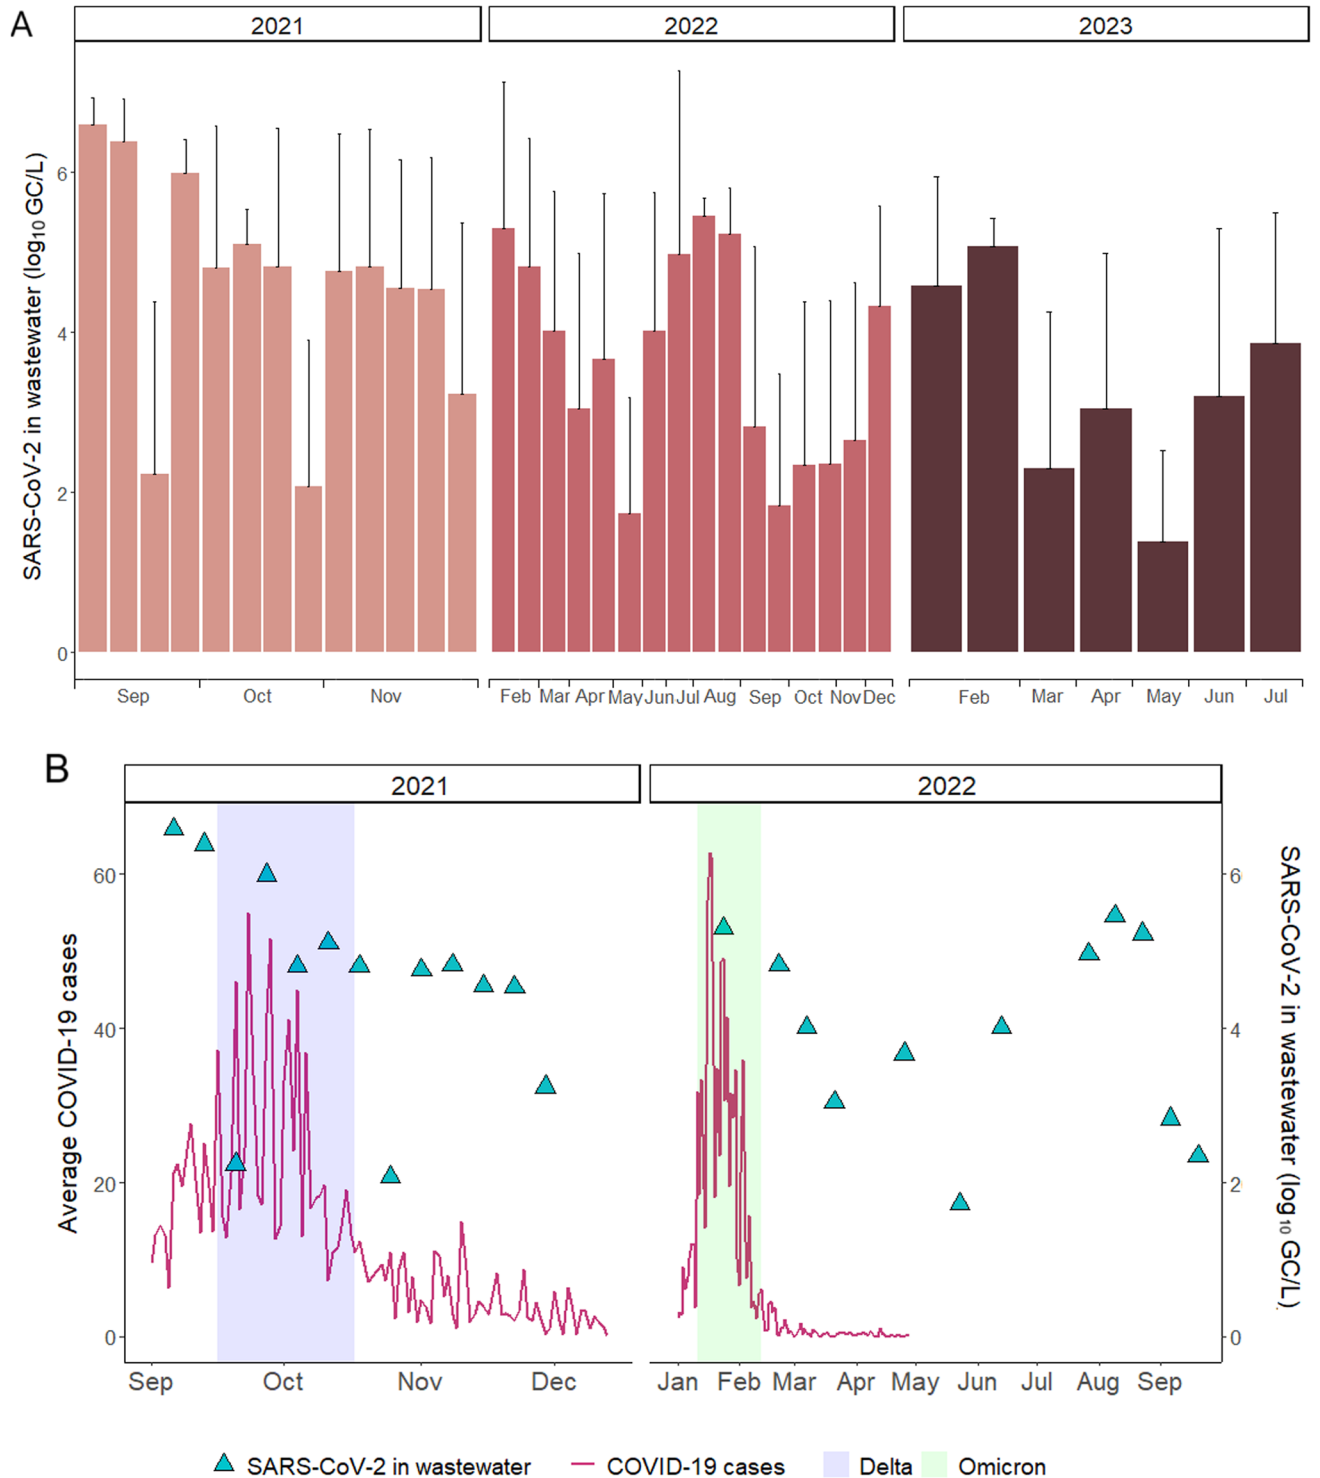 A
2021 2022 2023
SARS-CoV-2 in wastewater (log10 GC/L)
6
4
2
0
Sep Oct Nov Feb Mar Apr May Jun Jul Aug Sep Oct Nov Dec Feb Mar Apr May Jun Jul
B
2021 2022
Average COVID-19 cases
60
40
20
0
SARS-CoV-2 in wastewater (log10 GC/L)
6
4
2
0
Sep Oct Nov Dec Jan Feb Mar Apr May Jun Jul Aug Sep
SARS-CoV-2 in wastewater COVID-19 cases Delta Omicron